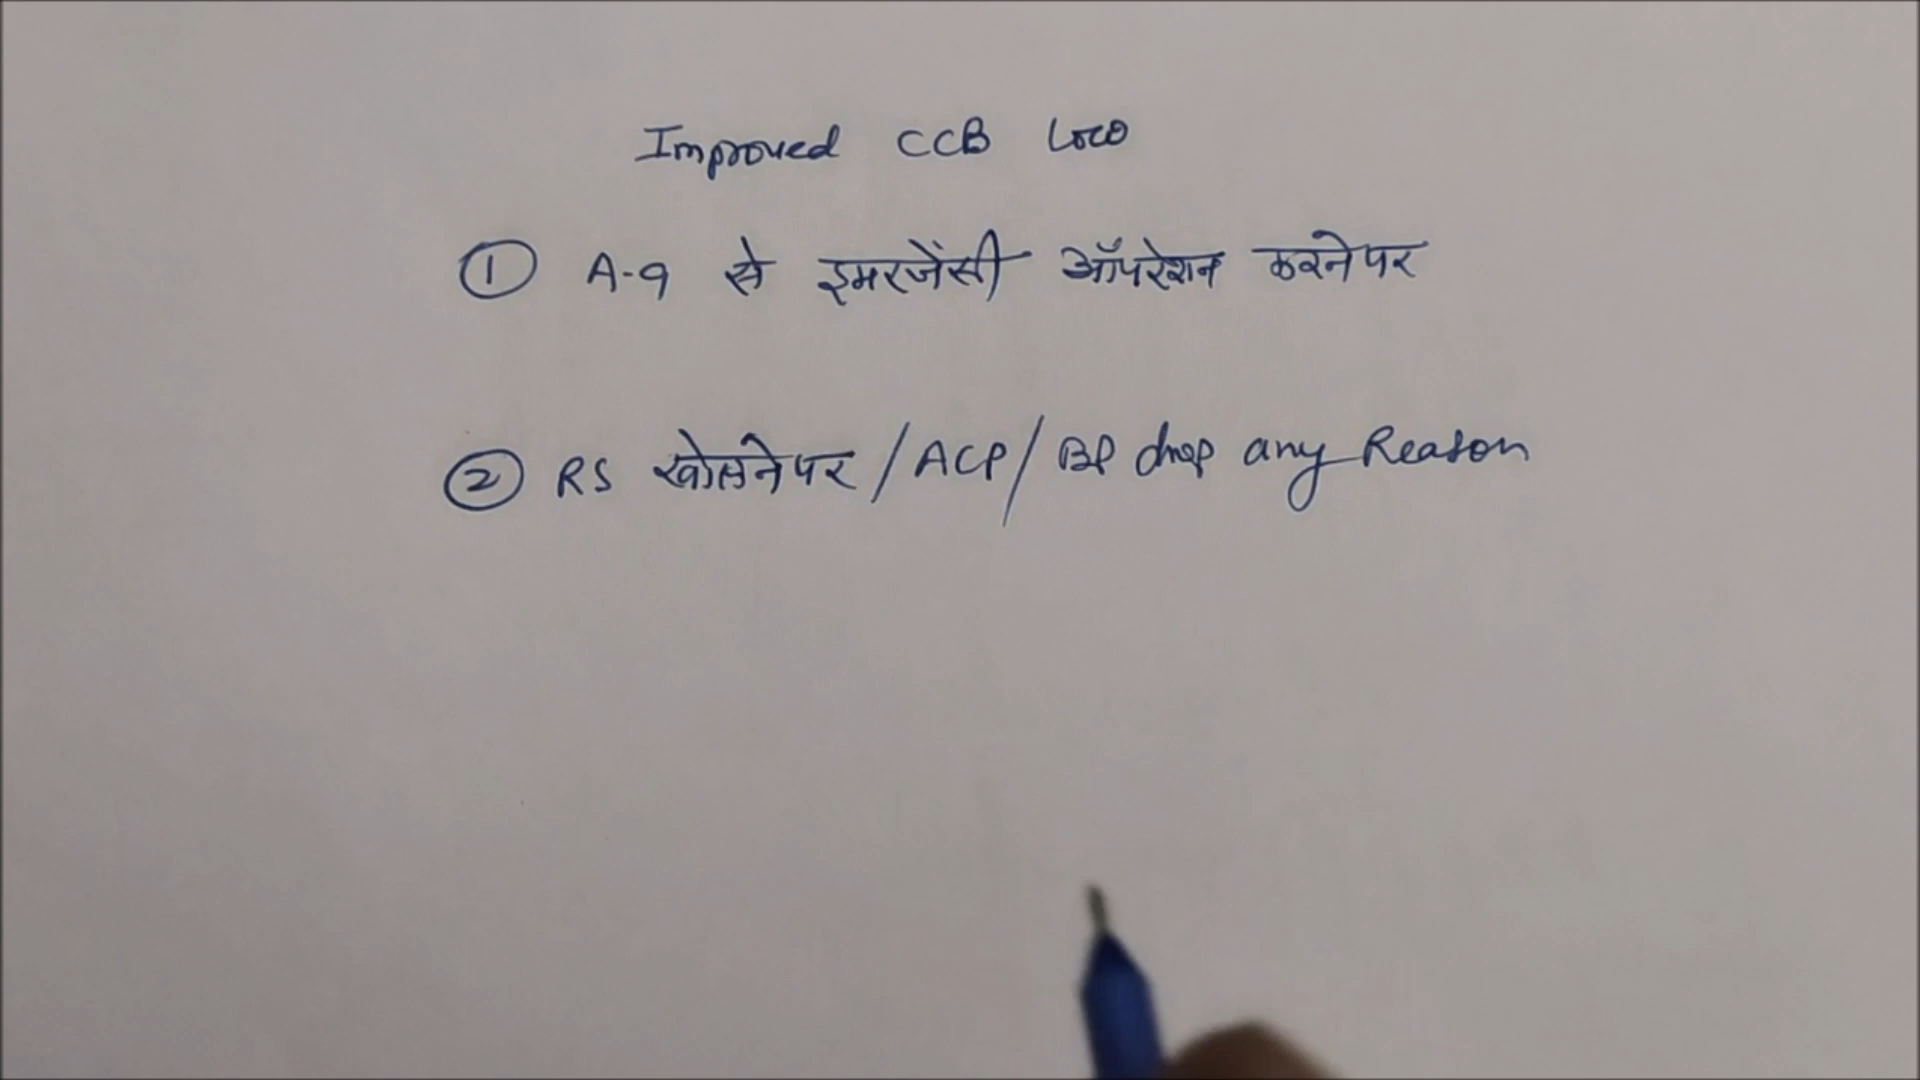 Improved CCB Loco
① A-9 से इमरजेंसी ऑपरेशन करनेपर
② RS खोलनेपर / ACP / BP drop any Reason